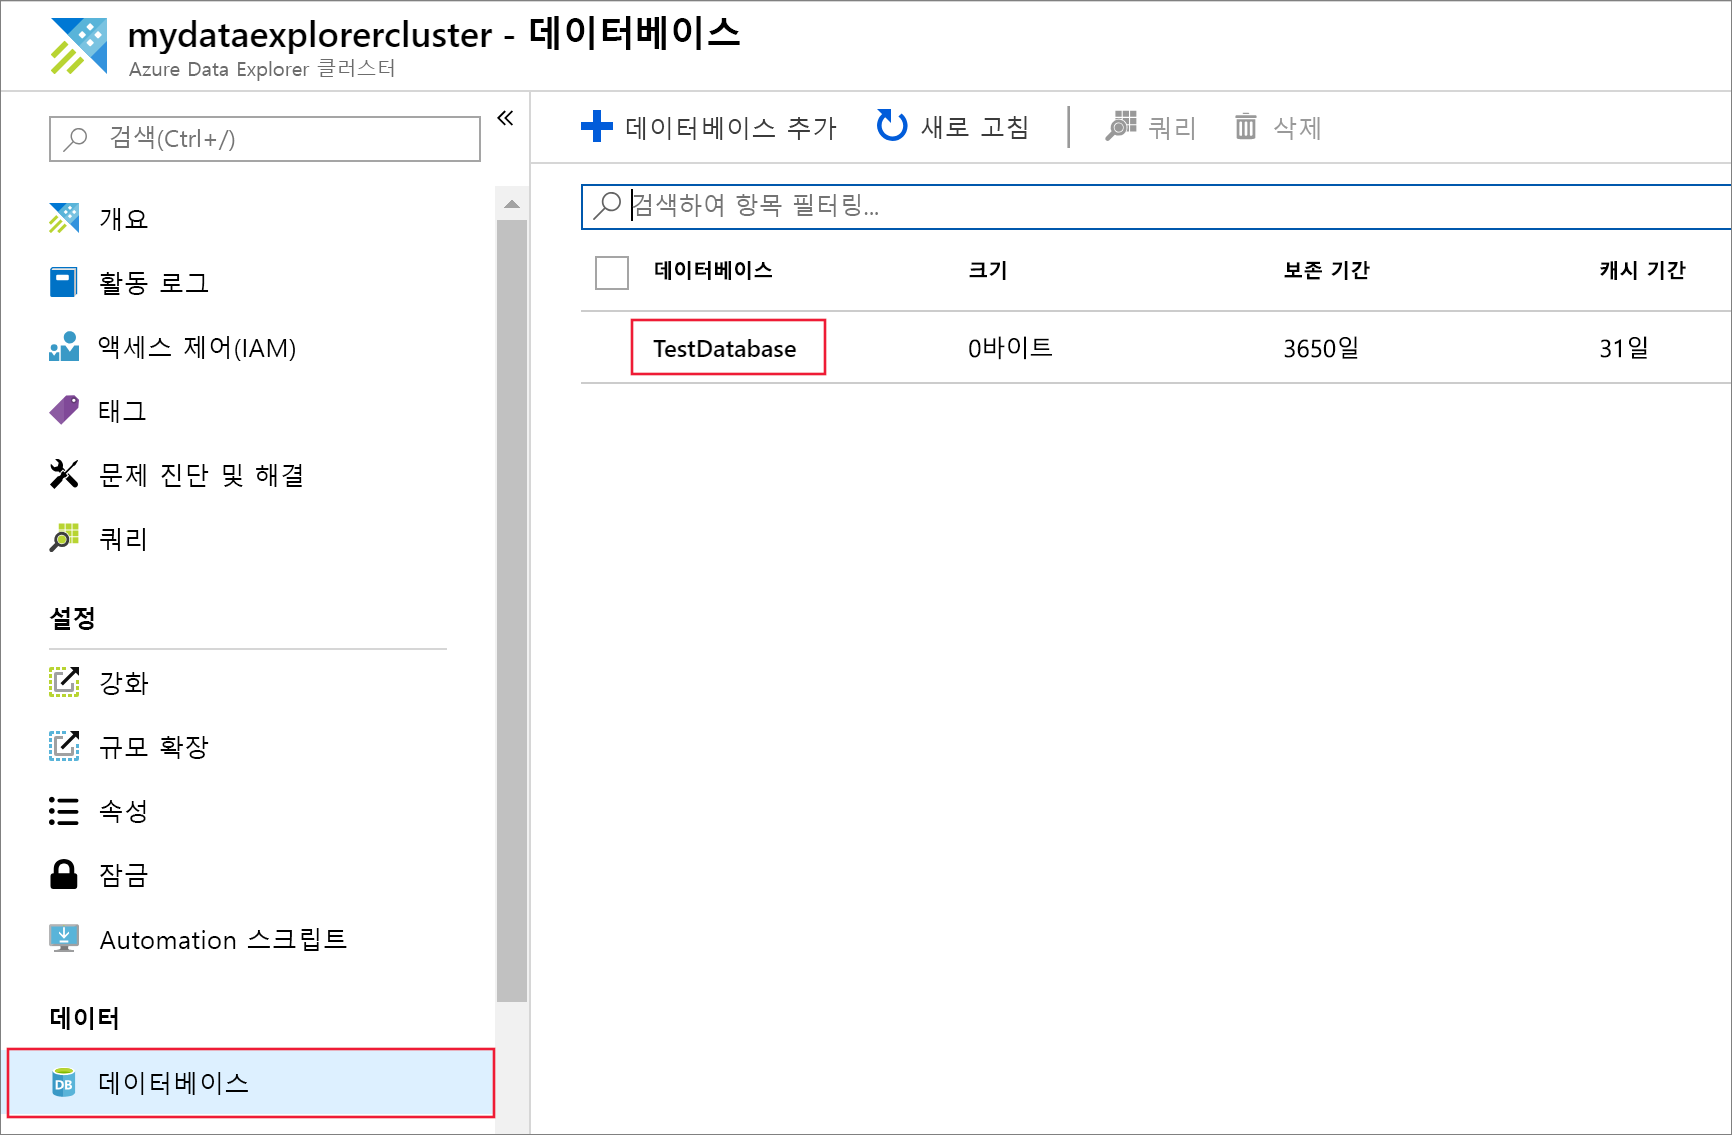 mydataexplorercluster - 데이터베이스
Azure Data Explorer 클러스터
검색(Ctrl+/)
«
개요
활동 로그
액세스 제어(IAM)
태그
문제 진단 및 해결
쿼리
설정
강화
규모 확장
속성
잠금
Automation 스크립트
데이터
DB 데이터베이스
데이터베이스 추가 새로 고침 쿼리 삭제
검색하여 항목 필터링...
데이터베이스 크기 보존 기간 캐시 기간
TestDatabase 0바이트 3650일 31일